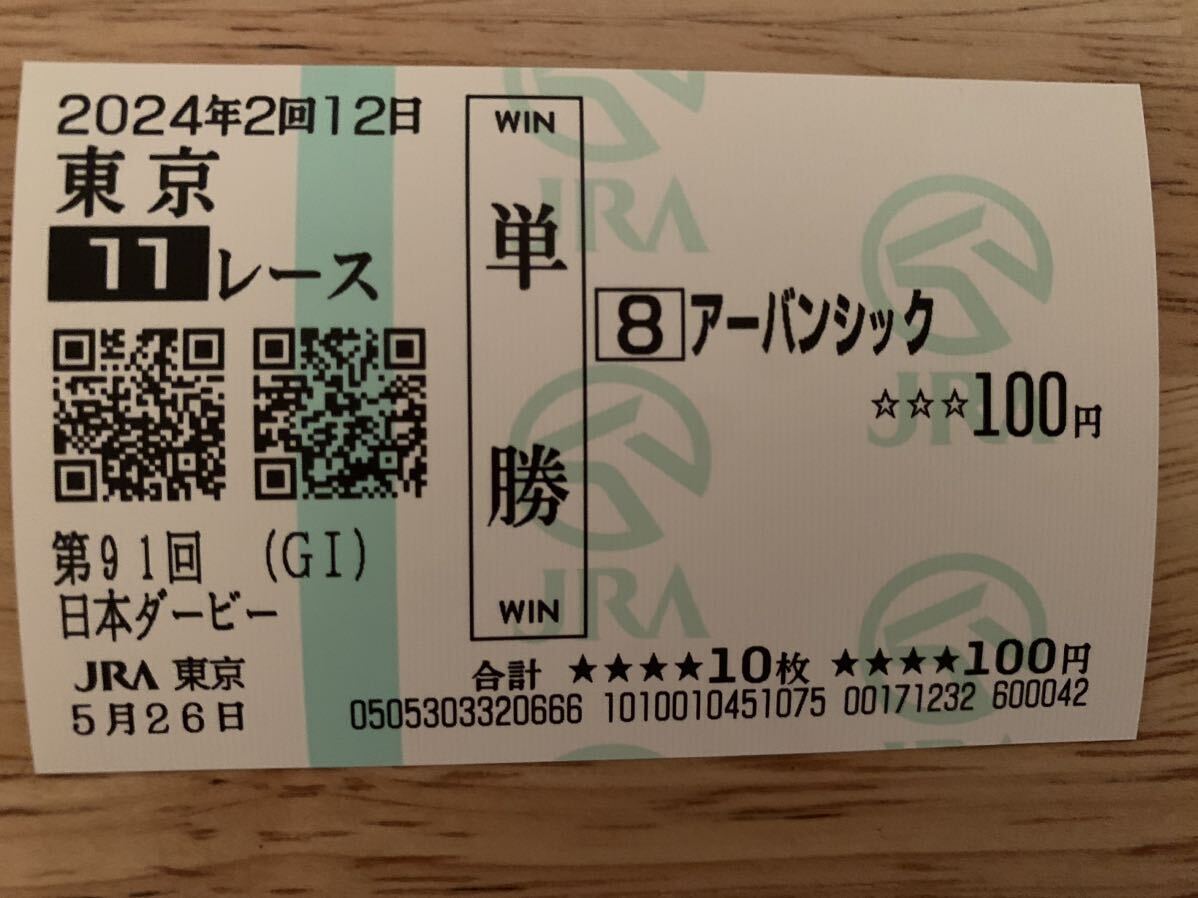 2024年2回12日
東京
11レース
第91回 (GI)
日本ダービー
JRA 東京
5月26日
WIN
単勝
WIN
8 アーバンシック
☆☆☆100円
合計 ★★★★10枚 ★★★★100円
0505303320666 1010010451075 00171232 600042
JRA
JRA
JRA